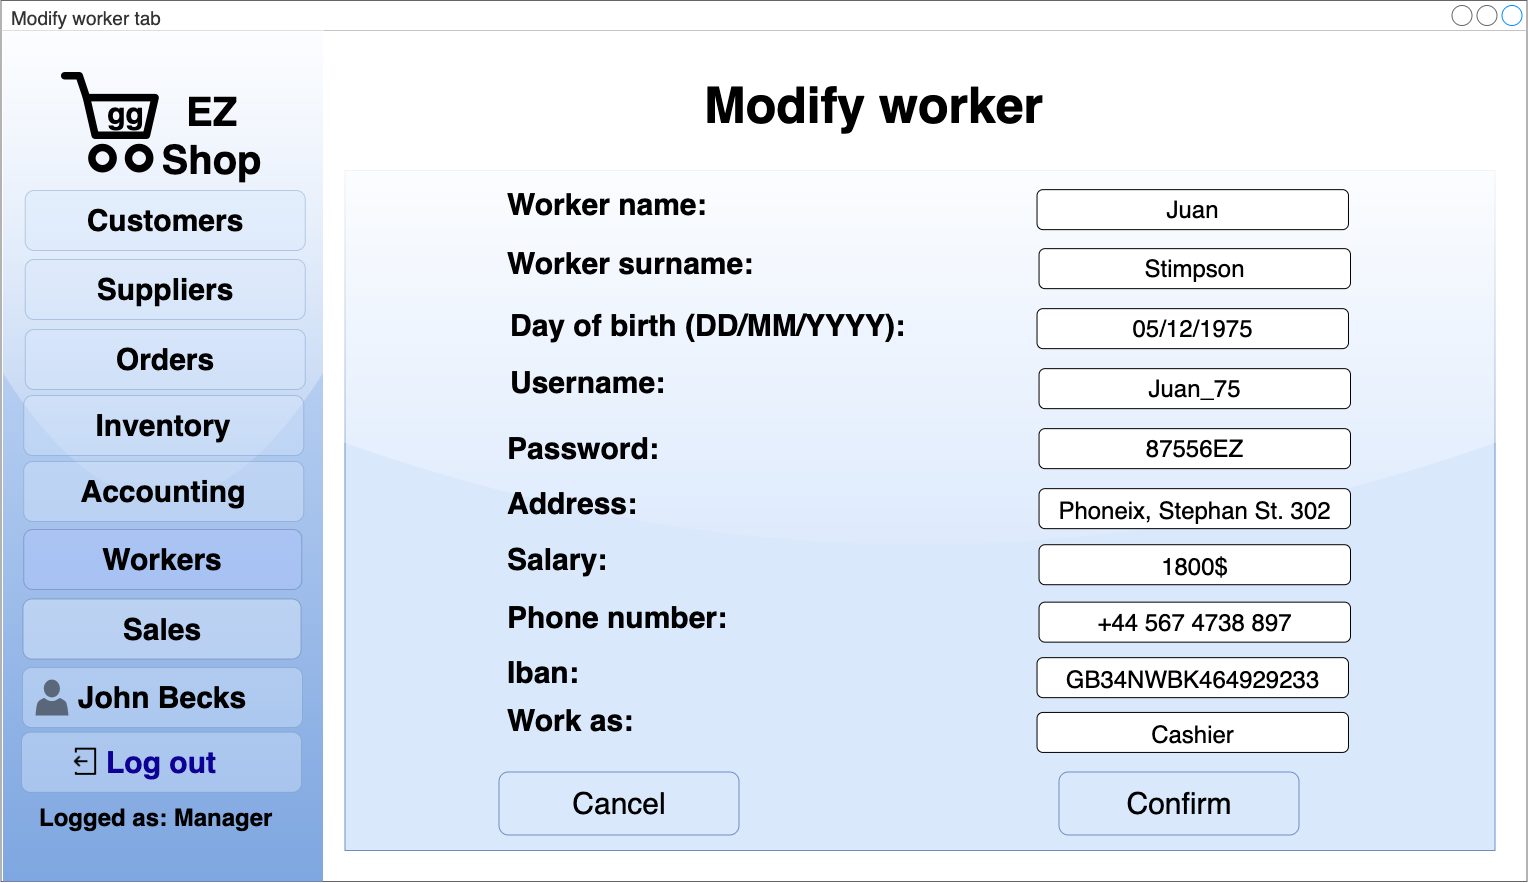 Modify worker tab
gg EZ
Shop
Customers
Suppliers
Orders
Inventory
Accounting
Workers
Sales
John Becks
Log out
Logged as: Manager
Modify worker
Worker name: Juan
Worker surname: Stimpson
Day of birth (DD/MM/YYYY): 05/12/1975
Username: Juan_75
Password: 87556EZ
Address: Phoneix, Stephan St. 302
Salary: 1800$
Phone number: +44 567 4738 897
Iban: GB34NWBK464929233
Work as: Cashier
Cancel Confirm